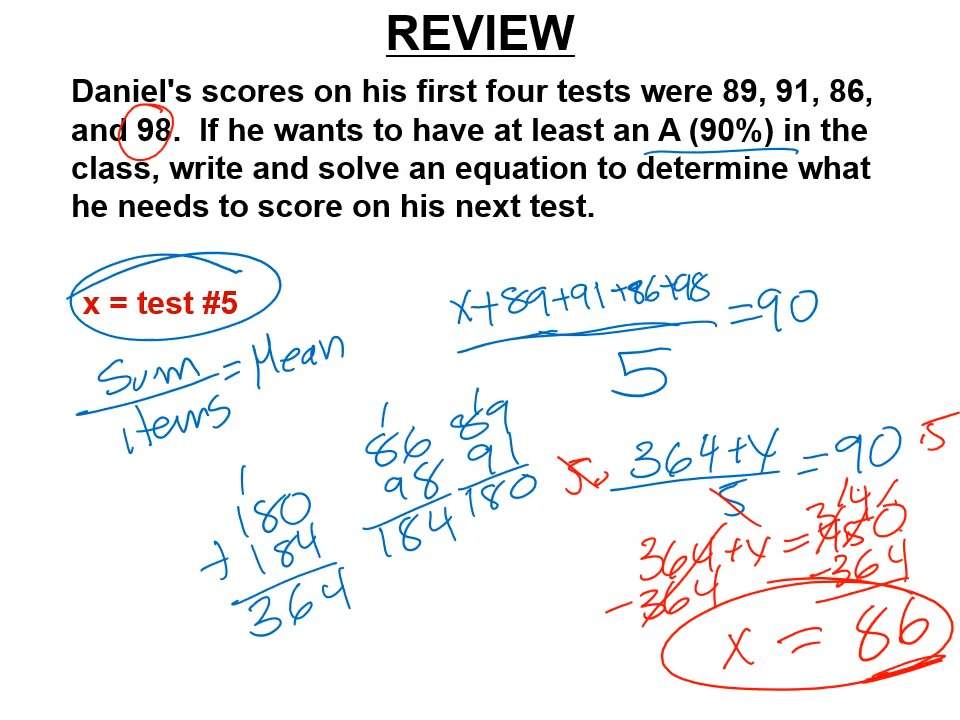 REVIEW
Daniel's scores on his first four tests were 89, 91, 86,
and 98. If he wants to have at least an A (90%) in the
class, write and solve an equation to determine what
he needs to score on his next test.
x = test #5
Sum/items = Mean
x+89+91+86+98
=90
5
1 1
86 89
98 91
184 180
1
180
+184
364
364+x/5 = 90 .5
5.
364+x = 450
-364 -364
x = 86